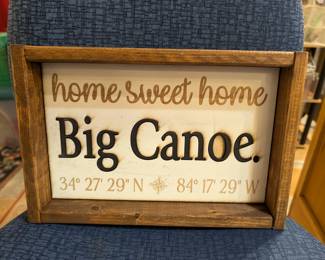 home sweet home
Big Canoe.
34° 27' 29" N 84° 17' 29" W